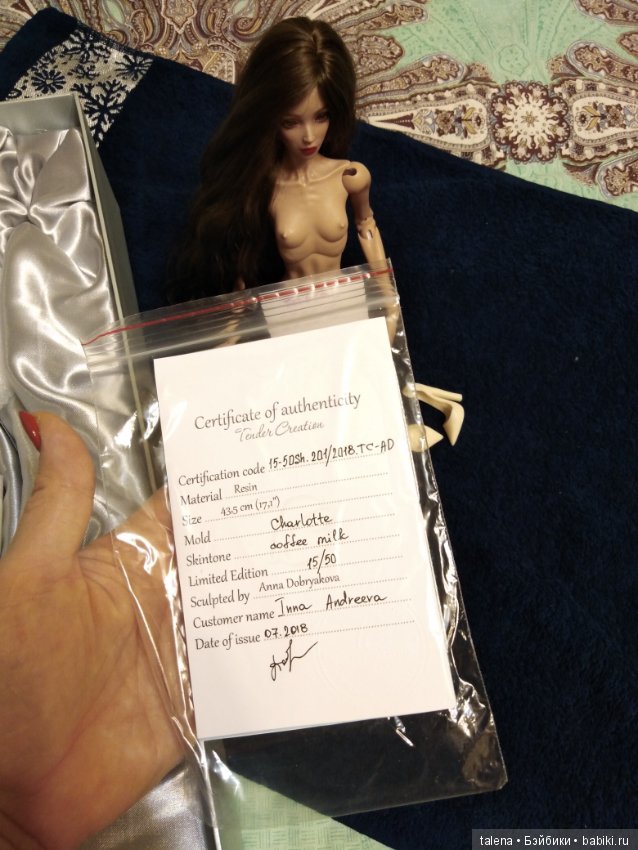 Certificate of authenticity
Tender Creation
Certification code 15-50Sh.201/2018.TC-AD
Material Resin
Size 43.5 cm (17,1")
Mold Charlotte
Skintone coffee milk
Limited Edition 15/50
Sculpted by Anna Dobryakova
Customer name Inna Andreeva
Date of issue 07.2018
talena • Бэйбики • babiki.ru